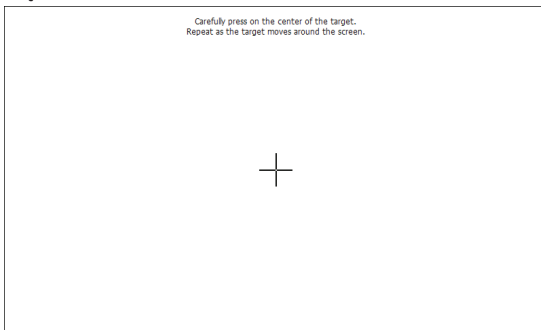 Carefully press on the center of the target.
Repeat as the target moves around the screen.